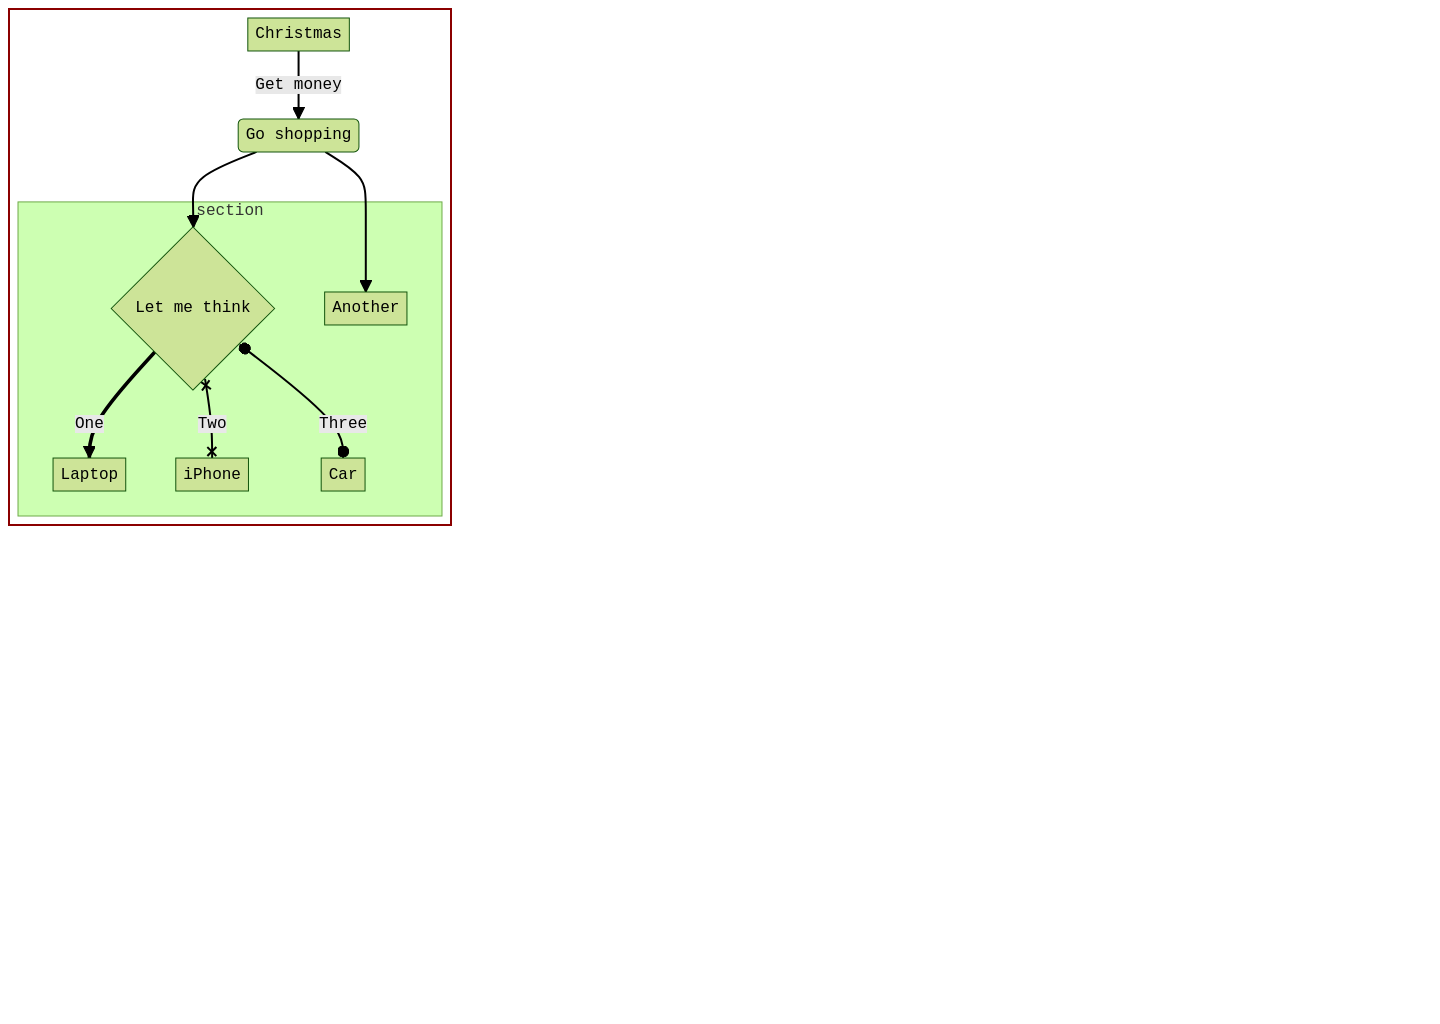 Christmas
Get money
Go shopping
section
Let me think
Another
One
Two
Three
Laptop
iPhone
Car